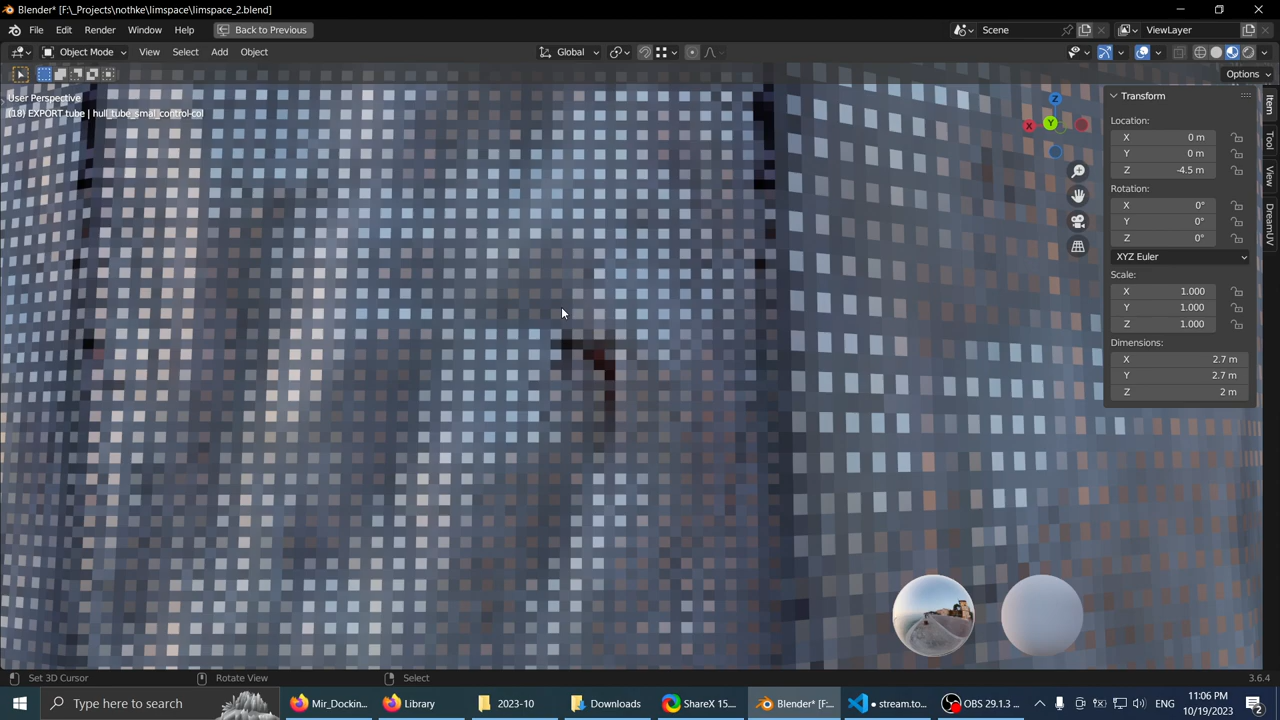 Blender* [F:\_Projects\nothke\limspace\limspace_2.blend]
File Edit Render Window Help Back to Previous Scene ViewLayer
Object Mode View Select Add Object Global
Options
User Perspective
(18) EXPORT tube | hull_tube_smal_control-col
Z
X
Y
Transform
Location:
X 0 m
Y 0 m
Z -4.5 m
Rotation:
X 0°
Y 0°
Z 0°
XYZ Euler
Scale:
X 1.000
Y 1.000
Z 1.000
Dimensions:
X 2.7 m
Y 2.7 m
Z 2 m
Item
Tool
View
DreamUV
Set 3D Cursor Rotate View Select 3.6.4
Type here to search Mir_Dockin... Library 2023-10 Downloads ShareX 15.... Blender* [F:... stream.to... OBS 29.1.3 ... ENG 11:06 PM
10/19/2023 2